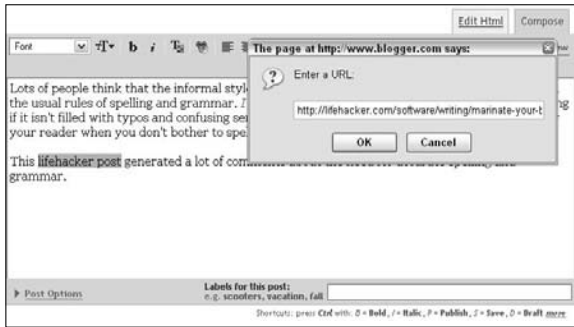 Edit Html Compose
Font
The page at http://www.blogger.com says:
Enter a URL:
http://lifehacker.com/software/writing/marinate-your-b
OK Cancel
Lots of people think that the informal
the usual rules of spelling and grammar.
if it isn't filled with typos and confusing
your reader when you don't bother to
This lifehacker post generated a lot of
grammar.
Post Options
Labels for this post:
e.g. scooters, vacation, fall
Shortcuts: press Ctrl with: B = Bold, I = Italic, P = Publish, S = Save, D = Draft more